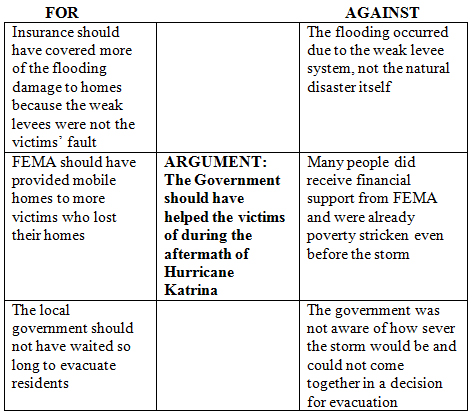 FOR AGAINST
Insurance should
have covered more
of the flooding
damage to homes
because the weak
levees were not the
victims’ fault
The flooding occurred
due to the weak levee
system, not the natural
disaster itself
FEMA should have
provided mobile
homes to more
victims who lost
their homes
ARGUMENT:
The Government
should have
helped the victims
of during the
aftermath of
Hurricane
Katrina
Many people did
receive financial
support from FEMA
and were already
poverty stricken even
before the storm
The local
government should
not have waited so
long to evacuate
residents
The government was
not aware of how sever
the storm would be and
could not come
together in a decision
for evacuation